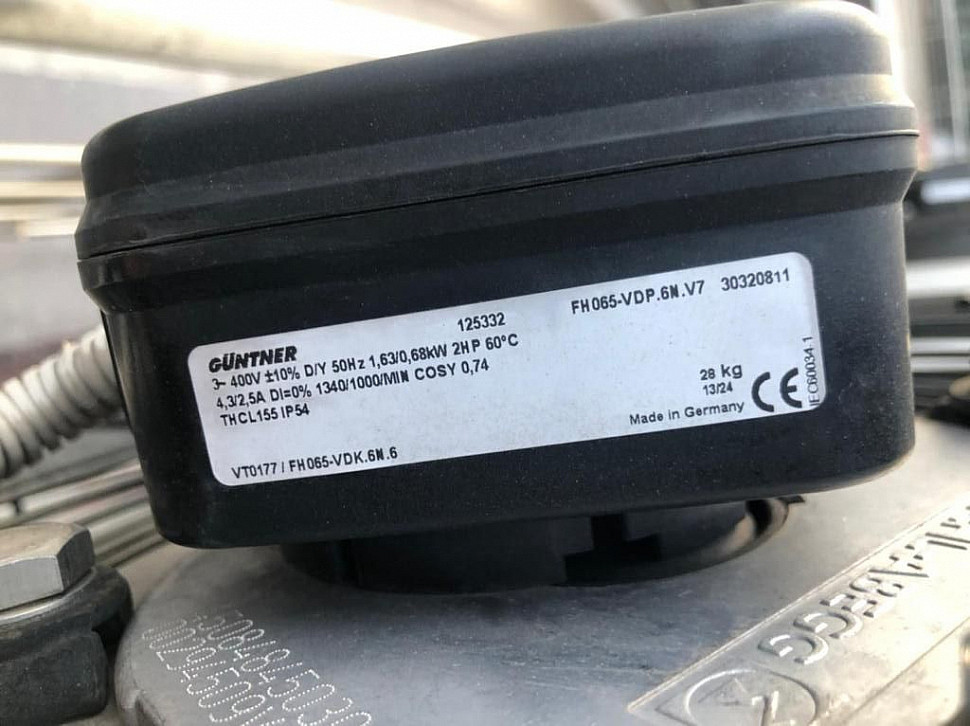 125332 FH065-VDP.6N.V7 30320811
GÜNTNER
3~ 400V ±10% D/Y 50Hz 1,63/0,68kW 2HP 60°C
4,3/2,5A DI=0% 1340/1000/MIN COSY 0,74
THCL155 IP54
28 kg
13/24
Made in Germany CE IEC60034-1
VT0177 / FH065-VDK.6N.6